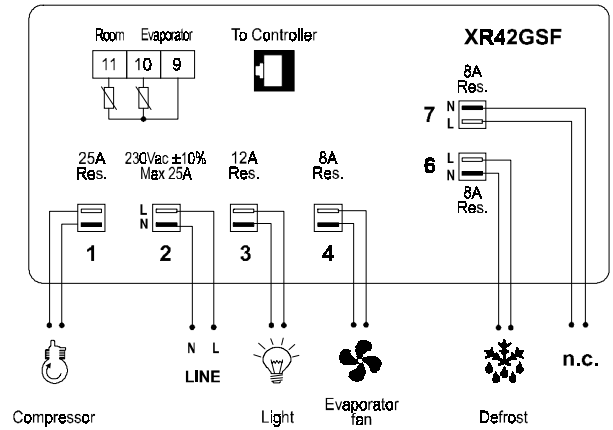 Room Evaporator
11 10 9
To Controller
XR42GSF
8A
Res.
7
N
L
6
L
N
8A
Res.
25A
Res.
230Vac ±10%
Max 25A
12A
Res.
8A
Res.
L
N
1
2
3
4
N L
LINE
n.c.
Compressor
Light
Evaporator
fan
Defrost